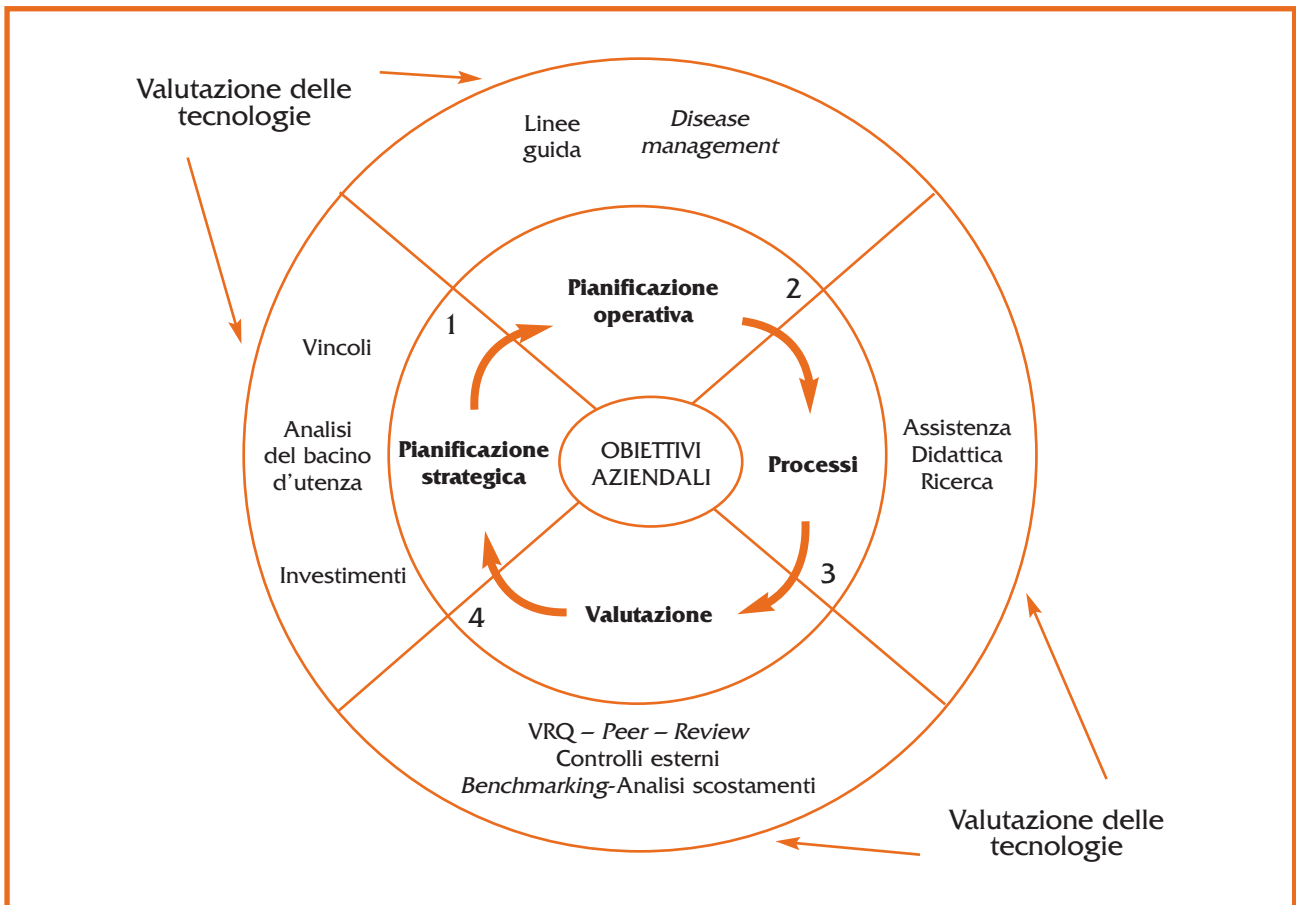 Valutazione delle
tecnologie
Linee
guida
Disease
management
Pianificazione
operativa
1
2
Vincoli
Analisi
del bacino
d’utenza
Investimenti
Pianificazione
strategica
OBIETTIVI
AZIENDALI
Processi
Assistenza
Didattica
Ricerca
Valutazione
3
4
VRQ – Peer – Review
Controlli esterni
Benchmarking-Analisi scostamenti
Valutazione delle
tecnologie